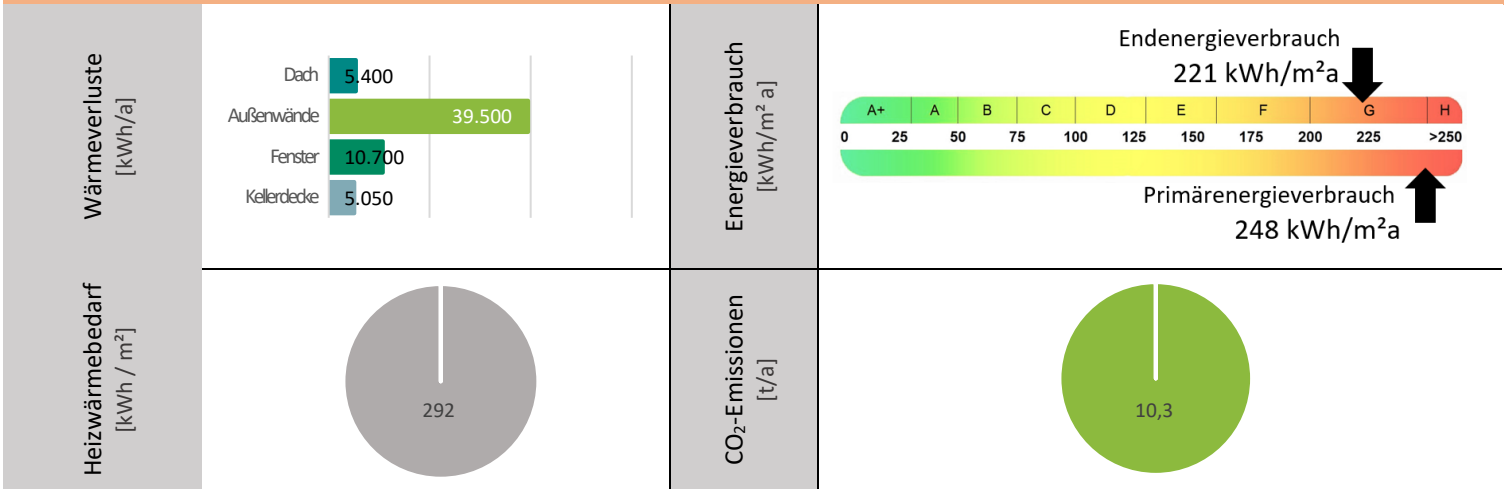 Wärmeverluste
[kWh/a]
Dach
5.400
Außenwände
39.500
Fenster
10.700
Kellerdecke
5.050
Energieverbrauch
[kWh/m² a]
Endenergieverbrauch
221 kWh/m²a
A+ A B C D E F G H
0 25 50 75 100 125 150 175 200 225 >250
Primärenergieverbrauch
248 kWh/m²a
Heizwärmebedarf
[kWh / m²]
292
CO₂-Emissionen
[t/a]
10,3